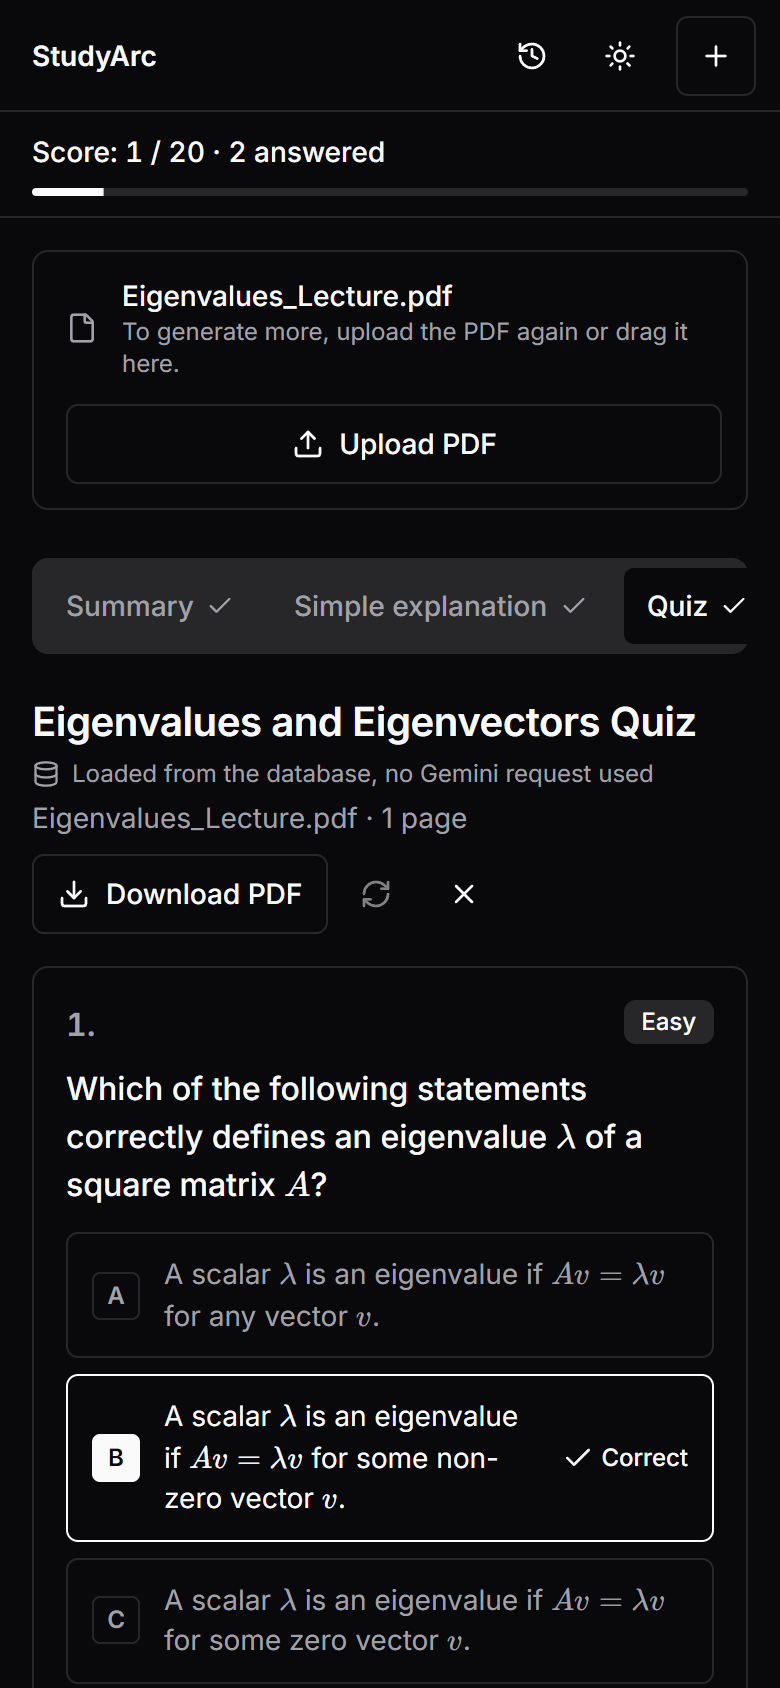 StudyArc
Score: 1 / 20 · 2 answered
Eigenvalues_Lecture.pdf
To generate more, upload the PDF again or drag it
here.
Upload PDF
Summary ✓ Simple explanation ✓ Quiz ✓
Eigenvalues and Eigenvectors Quiz
Loaded from the database, no Gemini request used
Eigenvalues_Lecture.pdf · 1 page
Download PDF
1. Easy
Which of the following statements
correctly defines an eigenvalue λ of a
square matrix A?
A
A scalar λ is an eigenvalue if Av = λv
for any vector v.
B
A scalar λ is an eigenvalue
if Av = λv for some non-
zero vector v.
✓ Correct
C
A scalar λ is an eigenvalue if Av = λv
for some zero vector v.